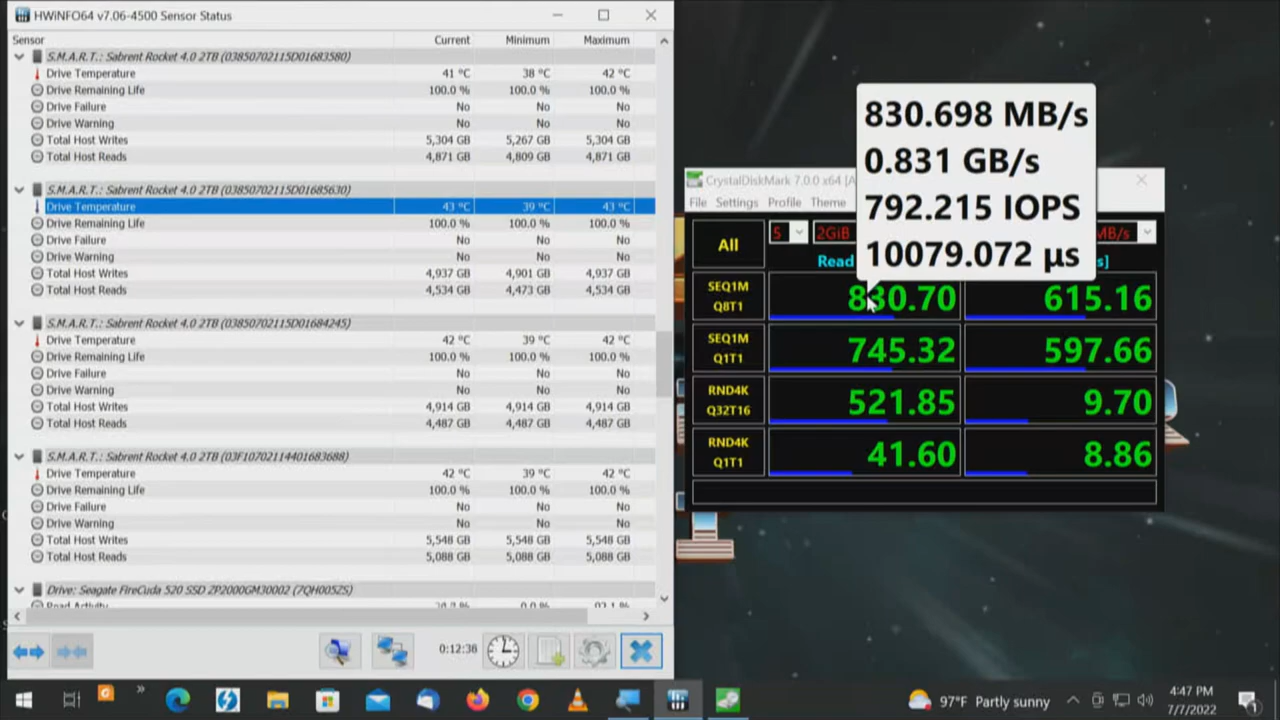 HWiNFO64 v7.06-4500 Sensor Status
Sensor Current Minimum Maximum
S.M.A.R.T.: Sabrent Rocket 4.0 2TB (03850702115D01683580)
Drive Temperature 41 °C 38 °C 42 °C
Drive Remaining Life 100.0 % 100.0 % 100.0 %
Drive Failure No No No
Drive Warning No No No
Total Host Writes 5,304 GB 5,267 GB 5,304 GB
Total Host Reads 4,871 GB 4,809 GB 4,871 GB
S.M.A.R.T.: Sabrent Rocket 4.0 2TB (03850702115D01685630)
Drive Temperature 43 °C 39 °C 43 °C
Drive Remaining Life 100.0 % 100.0 % 100.0 %
Drive Failure No No No
Drive Warning No No No
Total Host Writes 4,937 GB 4,901 GB 4,937 GB
Total Host Reads 4,534 GB 4,473 GB 4,534 GB
S.M.A.R.T.: Sabrent Rocket 4.0 2TB (03850702115D01684245)
Drive Temperature 42 °C 39 °C 42 °C
Drive Remaining Life 100.0 % 100.0 % 100.0 %
Drive Failure No No No
Drive Warning No No No
Total Host Writes 4,914 GB 4,914 GB 4,914 GB
Total Host Reads 4,487 GB 4,487 GB 4,487 GB
S.M.A.R.T.: Sabrent Rocket 4.0 2TB (03F10702114401683688)
Drive Temperature 42 °C 39 °C 42 °C
Drive Remaining Life 100.0 % 100.0 % 100.0 %
Drive Failure No No No
Drive Warning No No No
Total Host Writes 5,548 GB 5,548 GB 5,548 GB
Total Host Reads 5,088 GB 5,088 GB 5,088 GB
Drive: Seagate FireCuda 520 SSD ZP2000GM30002 (7QH005ZS)
Read Activity
0:12:36
830.698 MB/s
0.831 GB/s
792.215 IOPS
10079.072 µs
CrystalDiskMark 7.0.0 x64 [A
File Settings Profile Theme
All 5 2GiB MB/s
Read s]
SEQ1M Q8T1 830.70 615.16
SEQ1M Q1T1 745.32 597.66
RND4K Q32T16 521.85 9.70
RND4K Q1T1 41.60 8.86
97°F Partly sunny
4:47 PM
7/7/2022
1